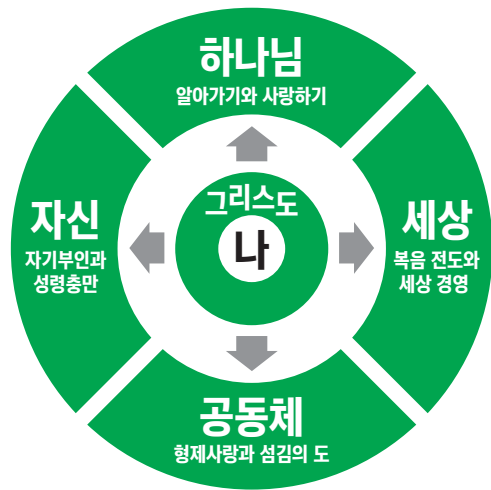 하나님
알아가기와 사랑하기
그리스도
나
자신
자기부인과
성령충만
세상
복음 전도와
세상 경영
공동체
형제사랑과 섬김의 도